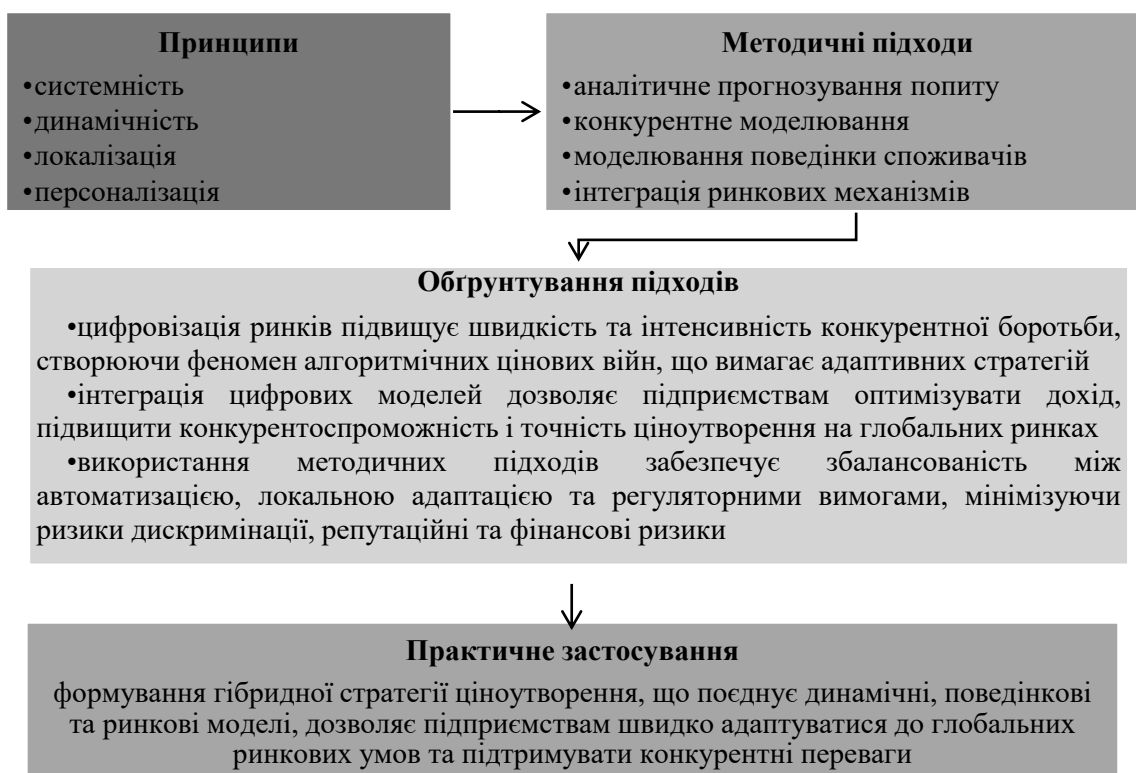 Принципи
•системність
•динамічність
•локалізація
•персоналізація
Методичні підходи
•аналітичне прогнозування попиту
•конкурентне моделювання
•моделювання поведінки споживачів
•інтеграція ринкових механізмів
Обґрунтування підходів
•цифровізація ринків підвищує швидкість та інтенсивність конкурентної боротьби,
створюючи феномен алгоритмічних цінових війн, що вимагає адаптивних стратегій
•інтеграція цифрових моделей дозволяє підприємствам оптимізувати дохід,
підвищити конкурентоспроможність і точність ціноутворення на глобальних ринках
•використання методичних підходів забезпечує збалансованість між
автоматизацією, локальною адаптацією та регуляторними вимогами, мінімізуючи
ризики дискримінації, репутаційні та фінансові ризики
Практичне застосування
формування гібридної стратегії ціноутворення, що поєднує динамічні, поведінкові
та ринкові моделі, дозволяє підприємствам швидко адаптуватися до глобальних
ринкових умов та підтримувати конкурентні переваги